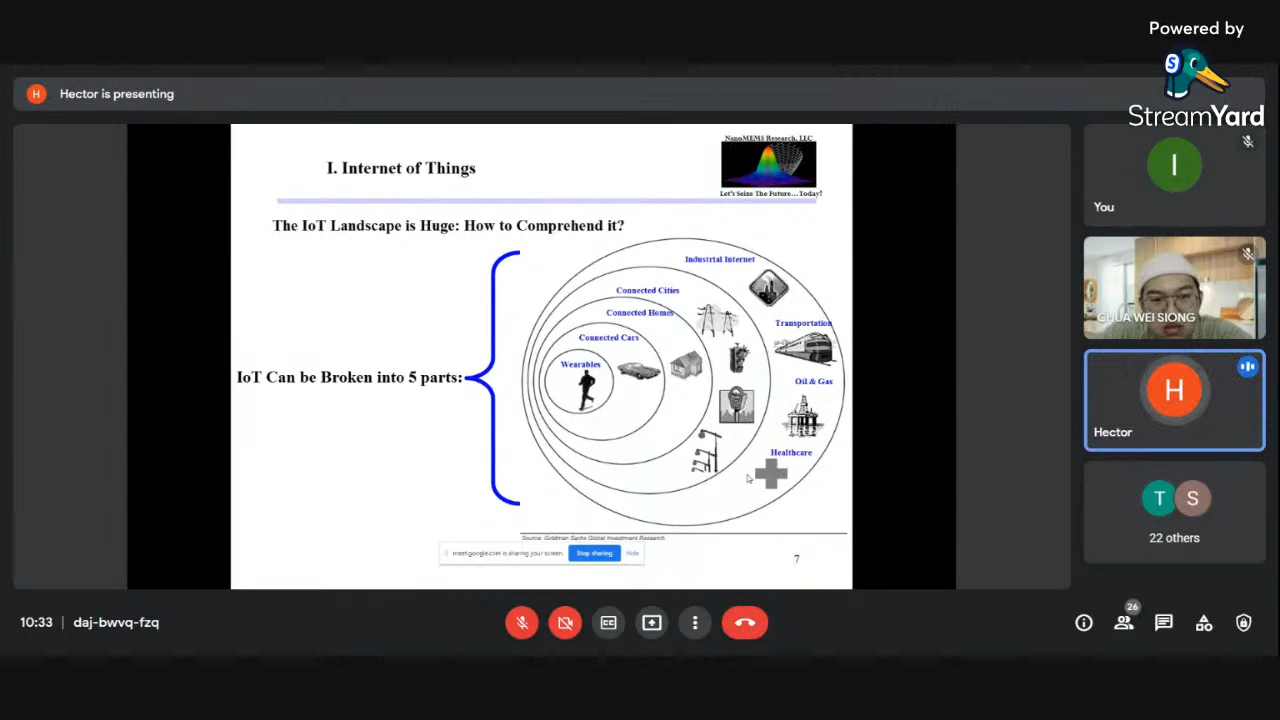 Powered by
StreamYard
H
Hector is presenting
I. Internet of Things
NanoMEMS Research, LLC
Let's Seize The Future...Today!
The IoT Landscape is Huge: How to Comprehend it?
IoT Can be Broken into 5 parts:
Industrial Internet
Connected Cities
Connected Homes
Connected Cars
Wearables
Transportation
Oil & Gas
Healthcare
Source: Goldman Sachs Global Investment Research.
meet.google.com is sharing your screen.
Stop sharing
Hide
7
I
You
CHUA WEI SIONG
H
Hector
T
S
22 others
10:33 | daj-bwvq-fzq
CC
26